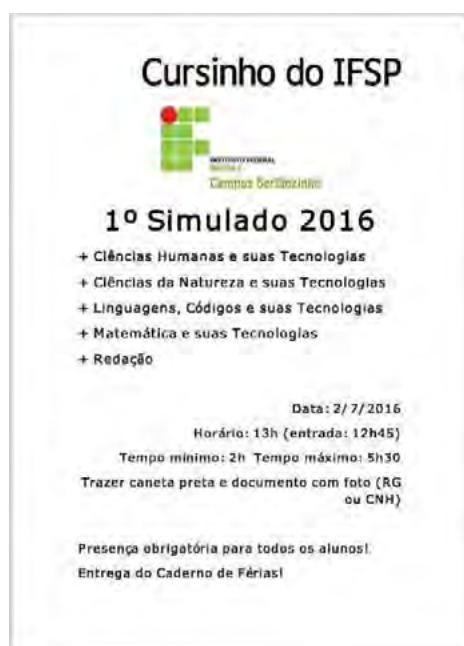 Cursinho do IFSP
INSTITUTO FEDERAL
Campus Sertãozinho
1º Simulado 2016
+ Ciências Humanas e suas Tecnologias
+ Ciências da Natureza e suas Tecnologias
+ Linguagens, Códigos e suas Tecnologias
+ Matemática e suas Tecnologias
+ Redação
Data: 2/7/2016
Horário: 13h (entrada: 12h45)
Tempo mínimo: 2h Tempo máximo: 5h30
Trazer caneta preta e documento com foto (RG
ou CNH)
Presença obrigatória para todos os alunos!
Entrega do Caderno de Férias!